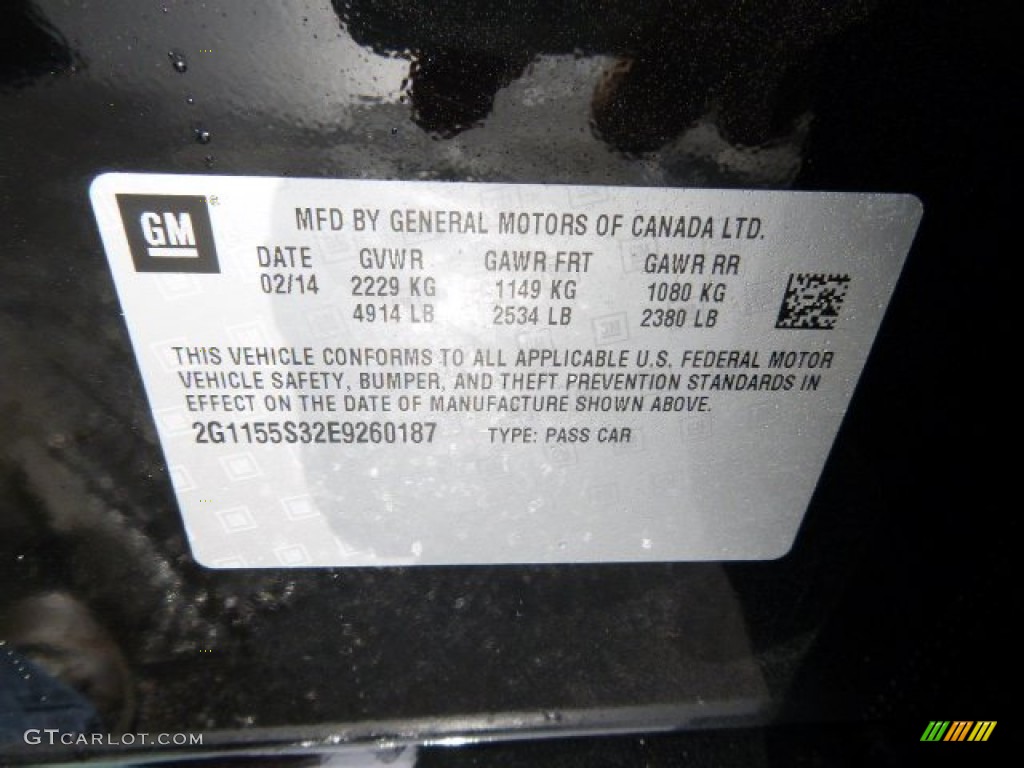 GM®
MFD BY GENERAL MOTORS OF CANADA LTD.
DATE GVWR GAWR FRT GAWR RR
02/14 2229 KG 1149 KG 1080 KG
4914 LB 2534 LB 2380 LB
THIS VEHICLE CONFORMS TO ALL APPLICABLE U.S. FEDERAL MOTOR
VEHICLE SAFETY, BUMPER, AND THEFT PREVENTION STANDARDS IN
EFFECT ON THE DATE OF MANUFACTURE SHOWN ABOVE.
2G1155S32E9260187 TYPE: PASS CAR
GTCARLOT.COM